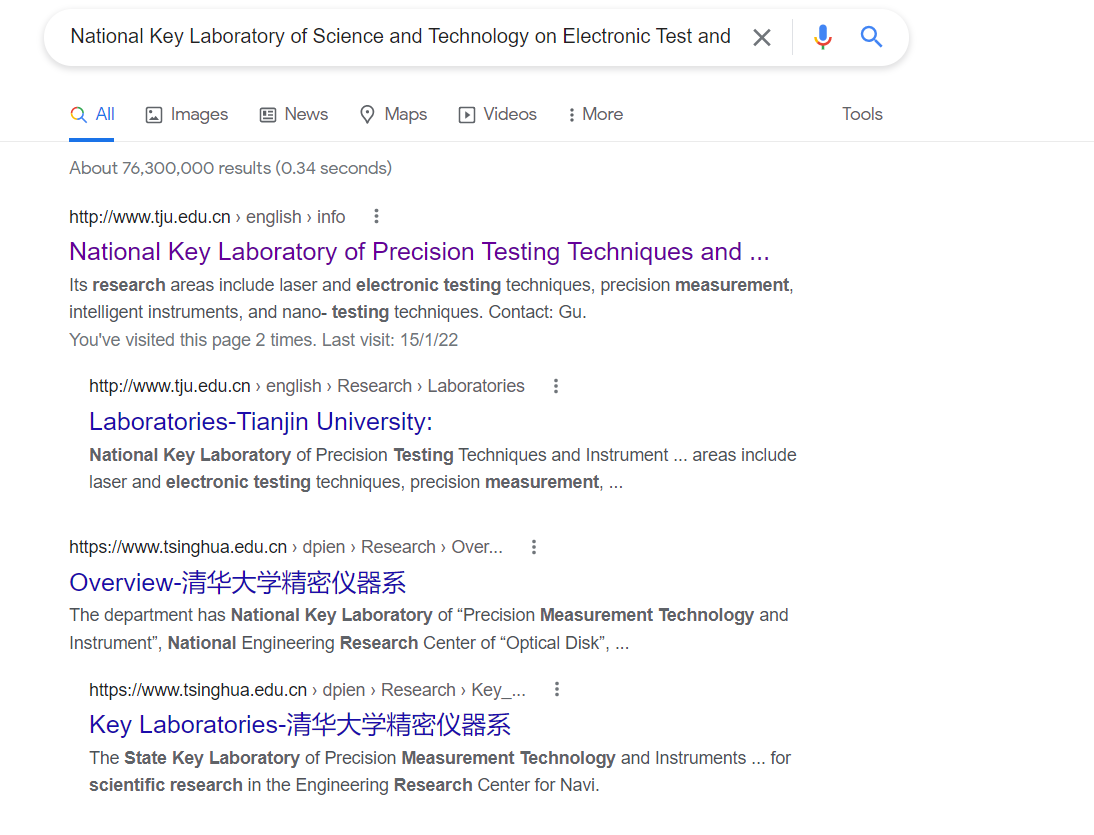 National Key Laboratory of Science and Technology on Electronic Test and
All Images News Maps Videos More Tools
About 76,300,000 results (0.34 seconds)
http://www.tju.edu.cn › english › info
National Key Laboratory of Precision Testing Techniques and ...
Its research areas include laser and electronic testing techniques, precision measurement,
intelligent instruments, and nano- testing techniques. Contact: Gu.
You've visited this page 2 times. Last visit: 15/1/22
http://www.tju.edu.cn › english › Research › Laboratories
Laboratories-Tianjin University:
National Key Laboratory of Precision Testing Techniques and Instrument ... areas include
laser and electronic testing techniques, precision measurement, ...
https://www.tsinghua.edu.cn › dpien › Research › Over...
Overview-清华大学精密仪器系
The department has National Key Laboratory of “Precision Measurement Technology and
Instrument”, National Engineering Research Center of “Optical Disk”, ...
https://www.tsinghua.edu.cn › dpien › Research › Key_...
Key Laboratories-清华大学精密仪器系
The State Key Laboratory of Precision Measurement Technology and Instruments ... for
scientific research in the Engineering Research Center for Navi.